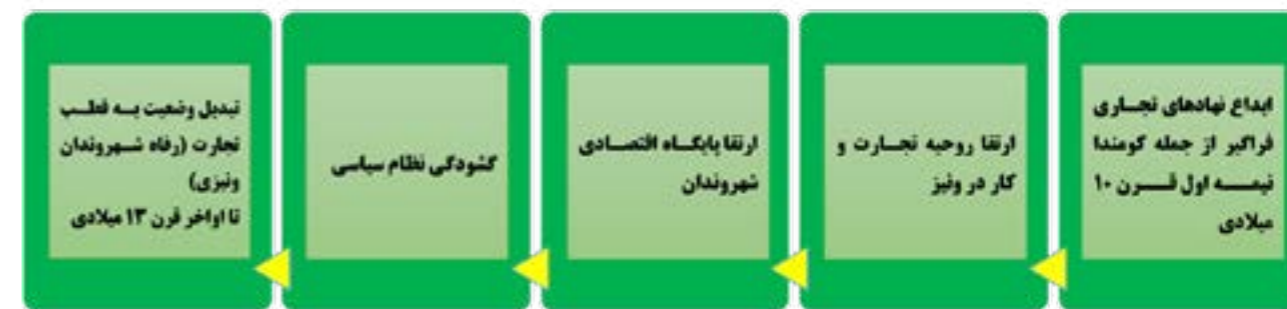 ابداع نهادهای تجاری
فراگیر از جمله کومندا
نیمه اول قرن ۱۰
میلادی
ارتقا روحیه تجارت و
کار در ونیز
ارتقا پایگاه اقتصادی
شهروندان
گشودگی نظام سیاسی
تبدیل وضعیت به قطب
تجارت (رفاه شهروندان
ونیزی)
تا اواخر قرن ۱۳ میلادی